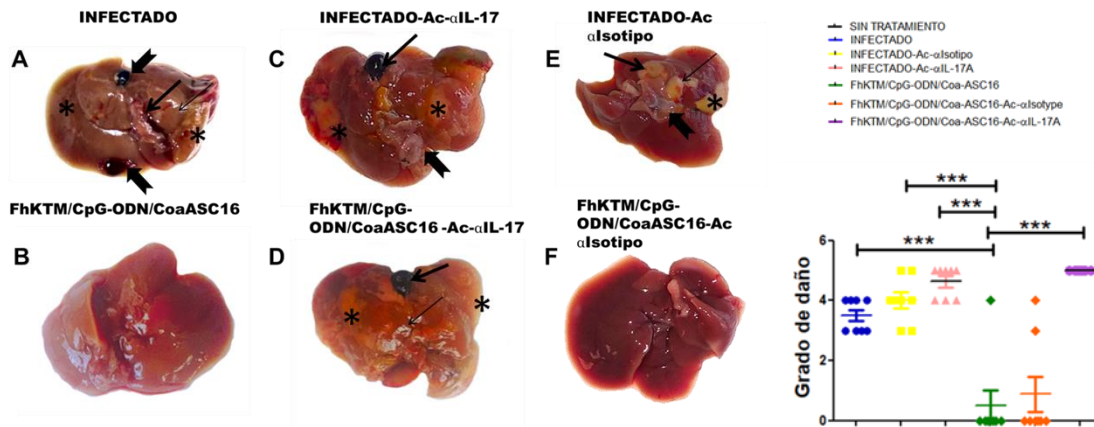 INFECTADO
A
INFECTADO-Ac-αIL-17
C
INFECTADO-Ac
αIsotipo
E
FhKTM/CpG-ODN/CoaASC16
B
FhKTM/CpG-
ODN/CoaASC16 -Ac-αIL-17
D
FhKTM/CpG-
ODN/CoaASC16-Ac
αIsotipo
F
SIN TRATAMIENTO
INFECTADO
INFECTADO-Ac-αIsotipo
INFECTADO-Ac-αIL-17A
FhKTM/CpG-ODN/Coa-ASC16
FhKTM/CpG-ODN/Coa-ASC16-Ac-αIsotype
FhKTM/CpG-ODN/Coa-ASC16-Ac-αIL-17A
***
***
***
***
Grado de daño
6
4
2
0